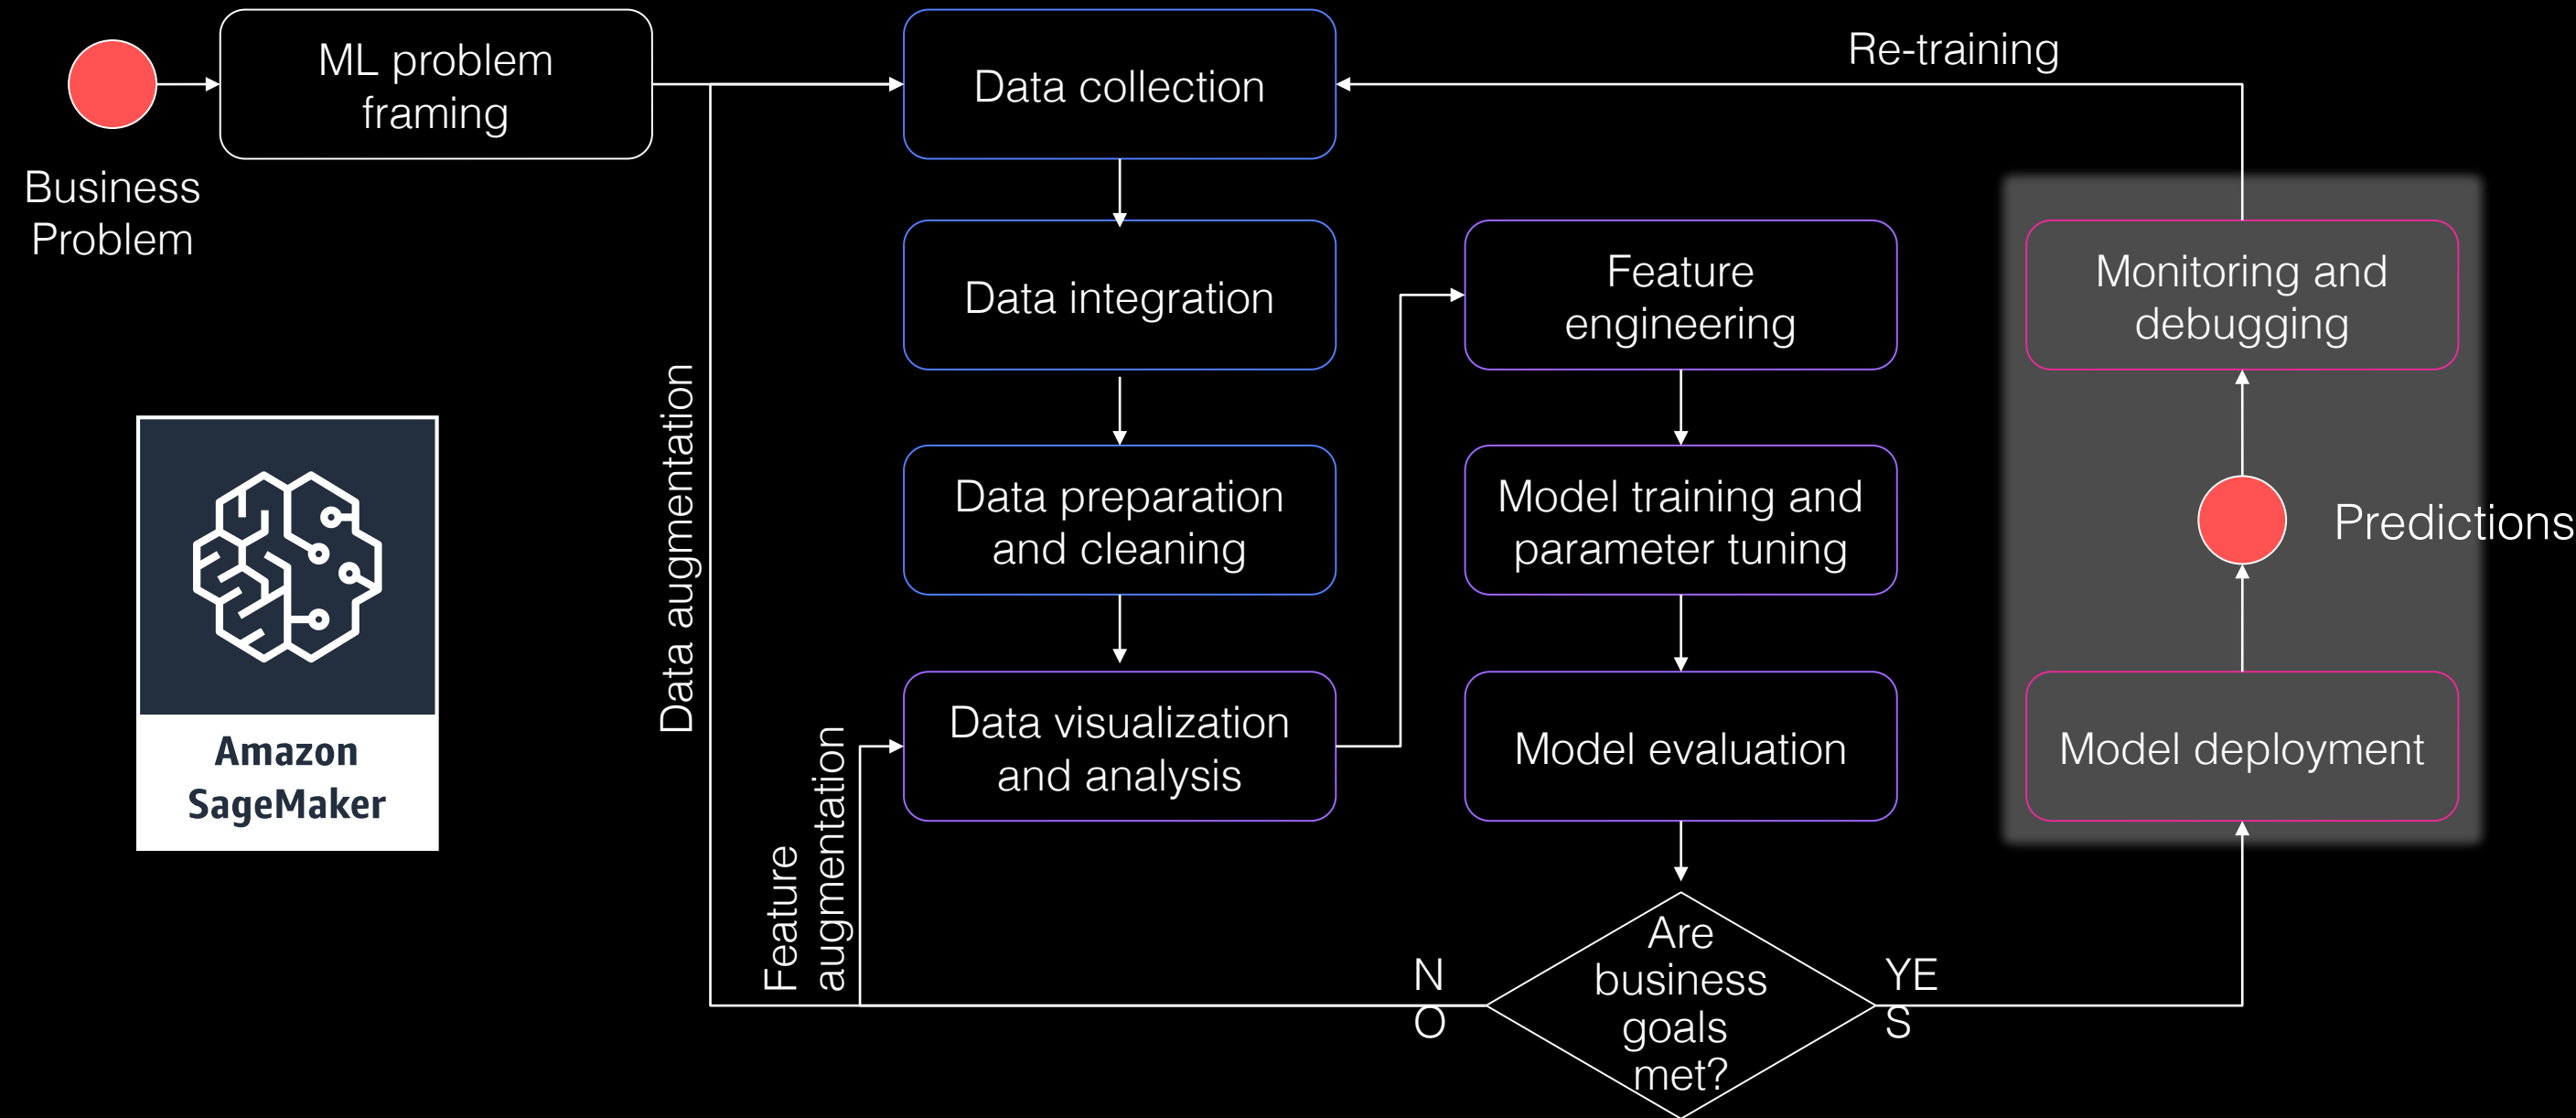 Business
Problem
ML problem
framing
Data collection
Re-training
Data integration
Feature
engineering
Monitoring and
debugging
Data augmentation
Data preparation
and cleaning
Model training and
parameter tuning
Predictions
Amazon
SageMaker
Feature
augmentation
Data visualization
and analysis
Model evaluation
Model deployment
N
O
Are
business
goals
met?
YE
S